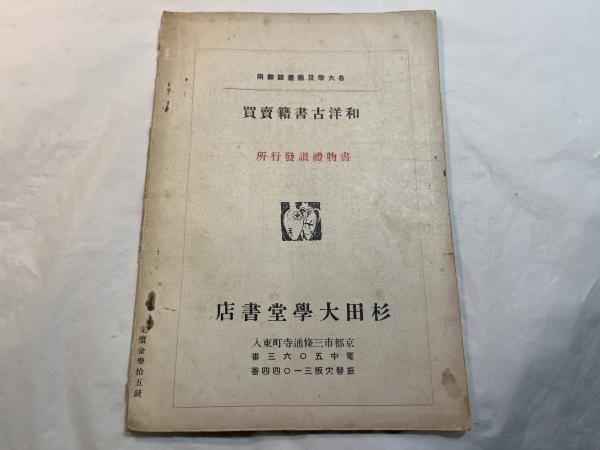 各大學及圖書館御用
和洋古書籍賣買
書物禮讃發行所
杉田大學堂書店
京都市三條通寺町東入
電中五〇六三番
振替大阪三一〇四四番
定價金參拾五錢